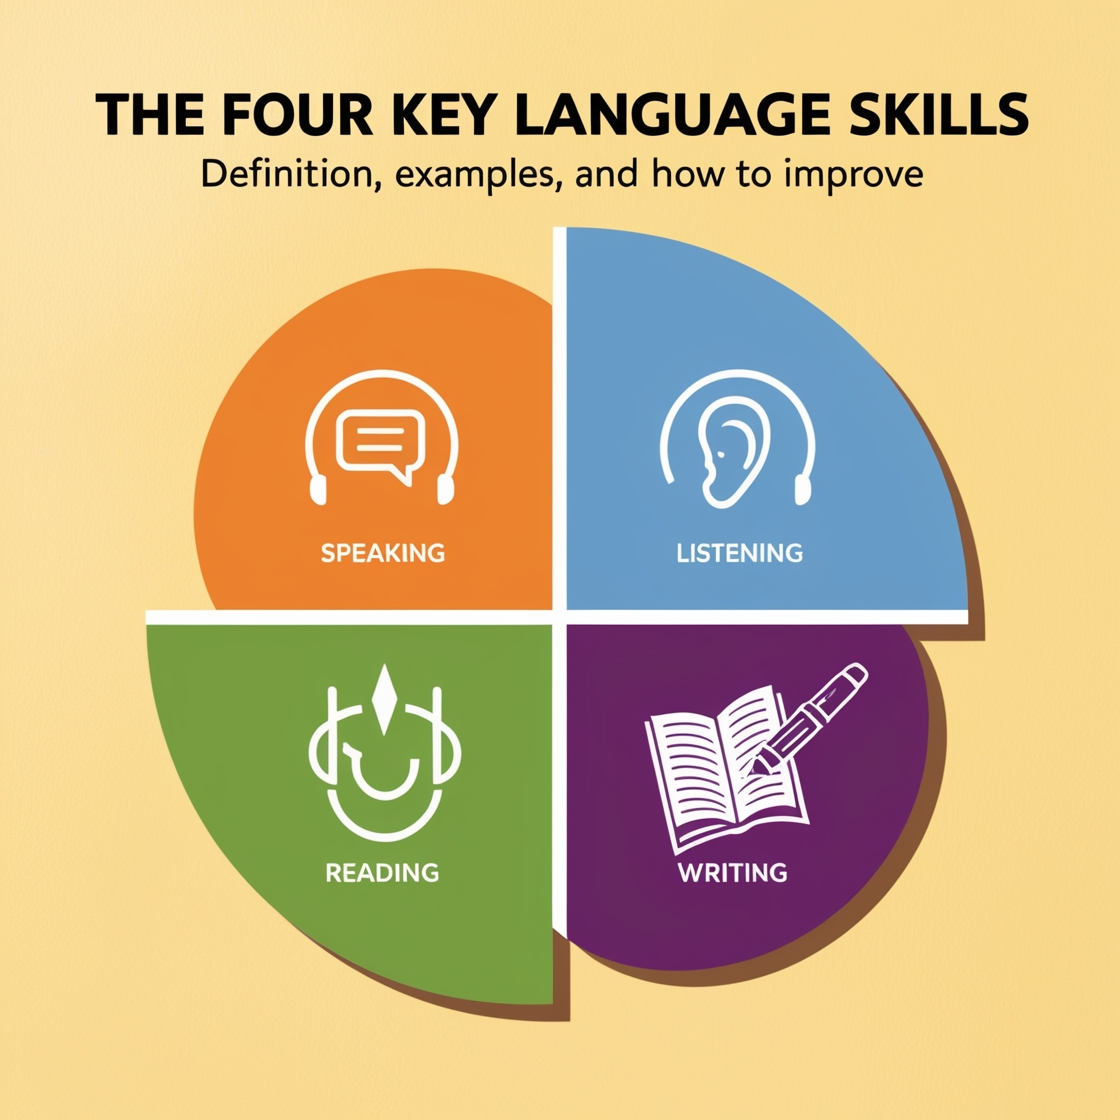 THE FOUR KEY LANGUAGE SKILLS
Definition, examples, and how to improve
SPEAKING
LISTENING
READING
WRITING